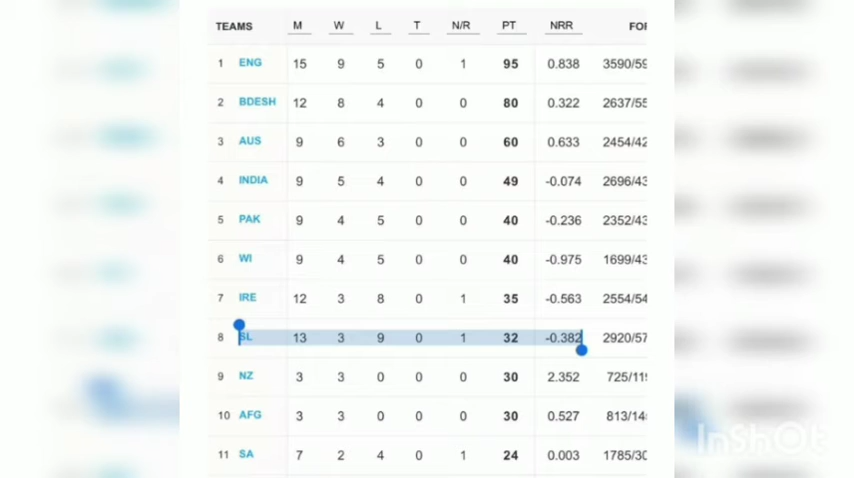 TEAMS M W L T N/R PT NRR FOR
1 ENG 15 9 5 0 1 95 0.838 3590/59
2 BDESH 12 8 4 0 0 80 0.322 2637/55
3 AUS 9 6 3 0 0 60 0.633 2454/42
4 INDIA 9 5 4 0 0 49 -0.074 2696/43
5 PAK 9 4 5 0 0 40 -0.236 2352/43
6 WI 9 4 5 0 0 40 -0.975 1699/43
7 IRE 12 3 8 0 1 35 -0.563 2554/54
8 SL 13 3 9 0 1 32 -0.382 2920/57
9 NZ 3 3 0 0 0 30 2.352 725/119
10 AFG 3 3 0 0 0 30 0.527 813/14
11 SA 7 2 4 0 1 24 0.003 1785/30
InShOt